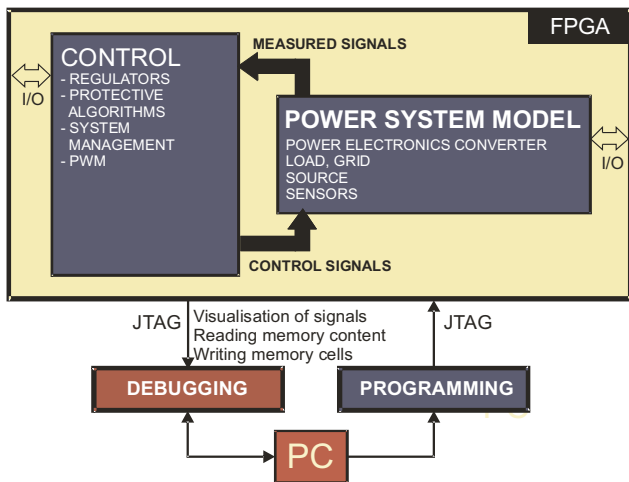 FPGA
MEASURED SIGNALS
CONTROL
- REGULATORS
- PROTECTIVE
ALGORITHMS
- SYSTEM
MANAGEMENT
- PWM
I/O
POWER SYSTEM MODEL
POWER ELECTRONICS CONVERTER
LOAD, GRID
SOURCE
SENSORS
I/O
CONTROL SIGNALS
JTAG
Visualisation of signals
Reading memory content
Writing memory cells
JTAG
DEBUGGING
PROGRAMMING
PC